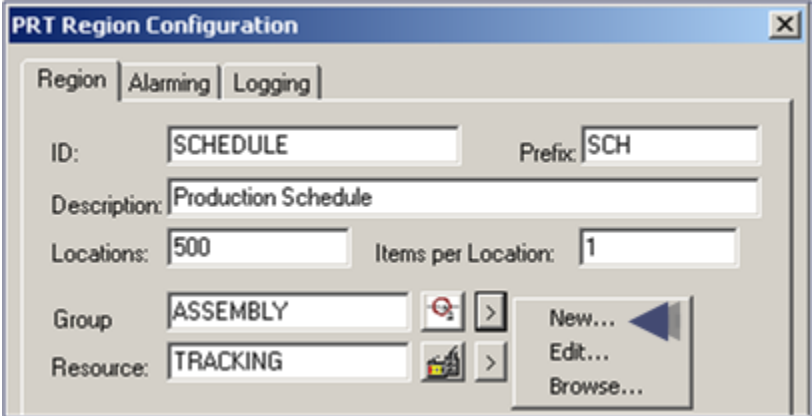 PRT Region Configuration
Region Alarming Logging
ID: SCHEDULE Prefix: SCH
Description: Production Schedule
Locations: 500 Items per Location: 1
Group ASSEMBLY > New...
Edit...
Resource: TRACKING >
Browse...